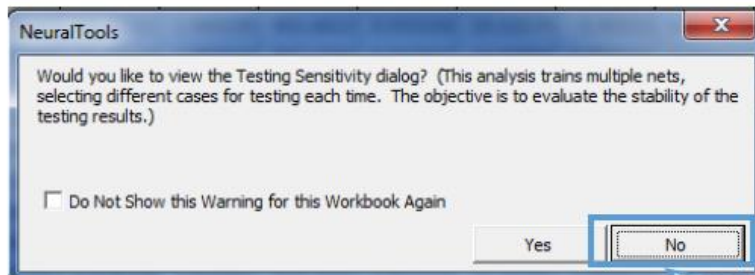 NeuralTools
Would you like to view the Testing Sensitivity dialog? (This analysis trains multiple nets,
selecting different cases for testing each time. The objective is to evaluate the stability of the
testing results.)
Do Not Show this Warning for this Workbook Again
Yes No